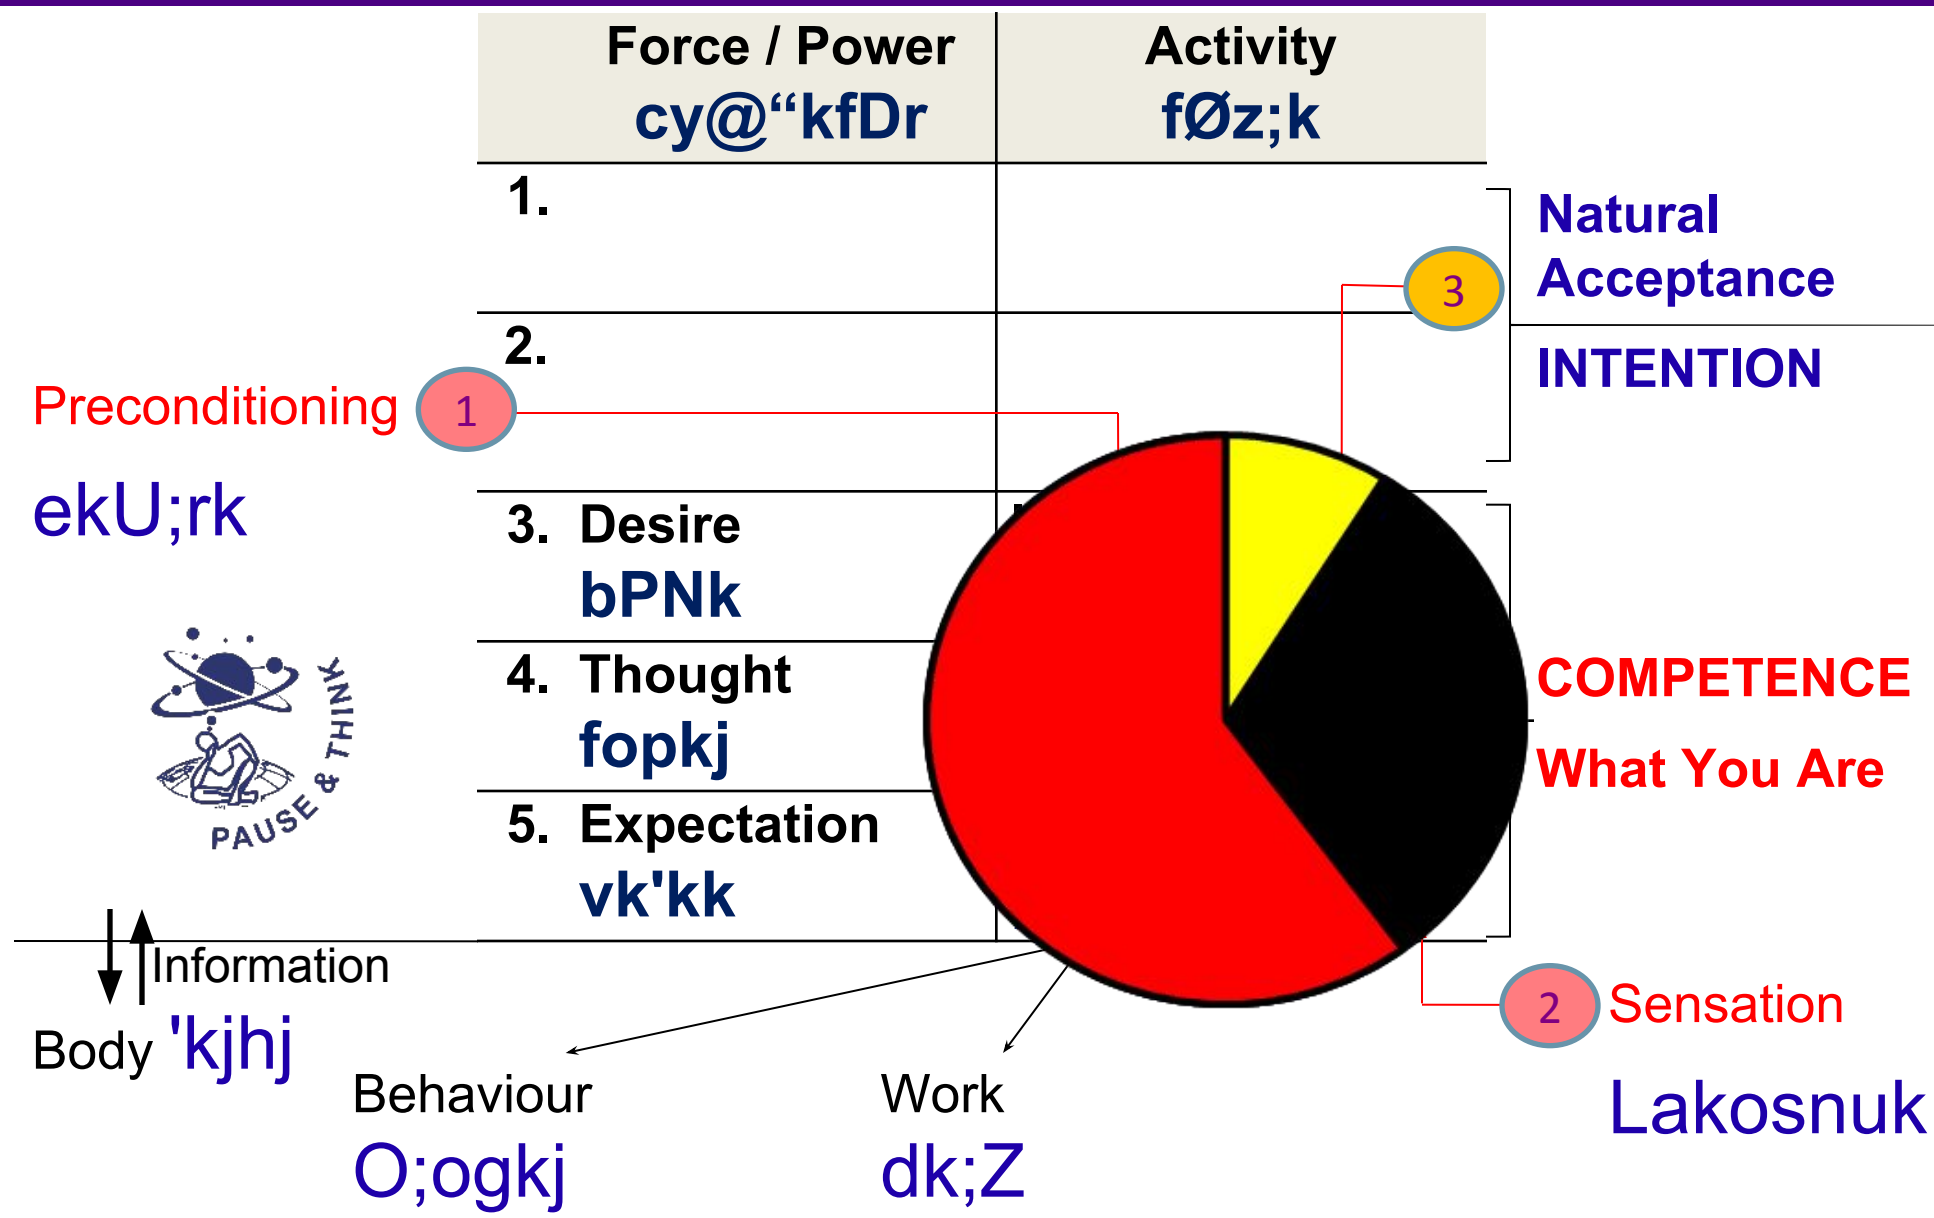 Force / Power
Activity
cy@“kfDr
fØz;k
1.
Natural
Acceptance
3
2.
INTENTION
Preconditioning
1
ekU;rk
3. Desire
bPNk
4. Thought
fopkj
COMPETENCE
What You Are
5. Expectation
vk'kk
PAUSE & THINK
Information
Body 'kjhj
2
Sensation
Lakosnuk
Behaviour
Work
O;ogkj
dk;Z